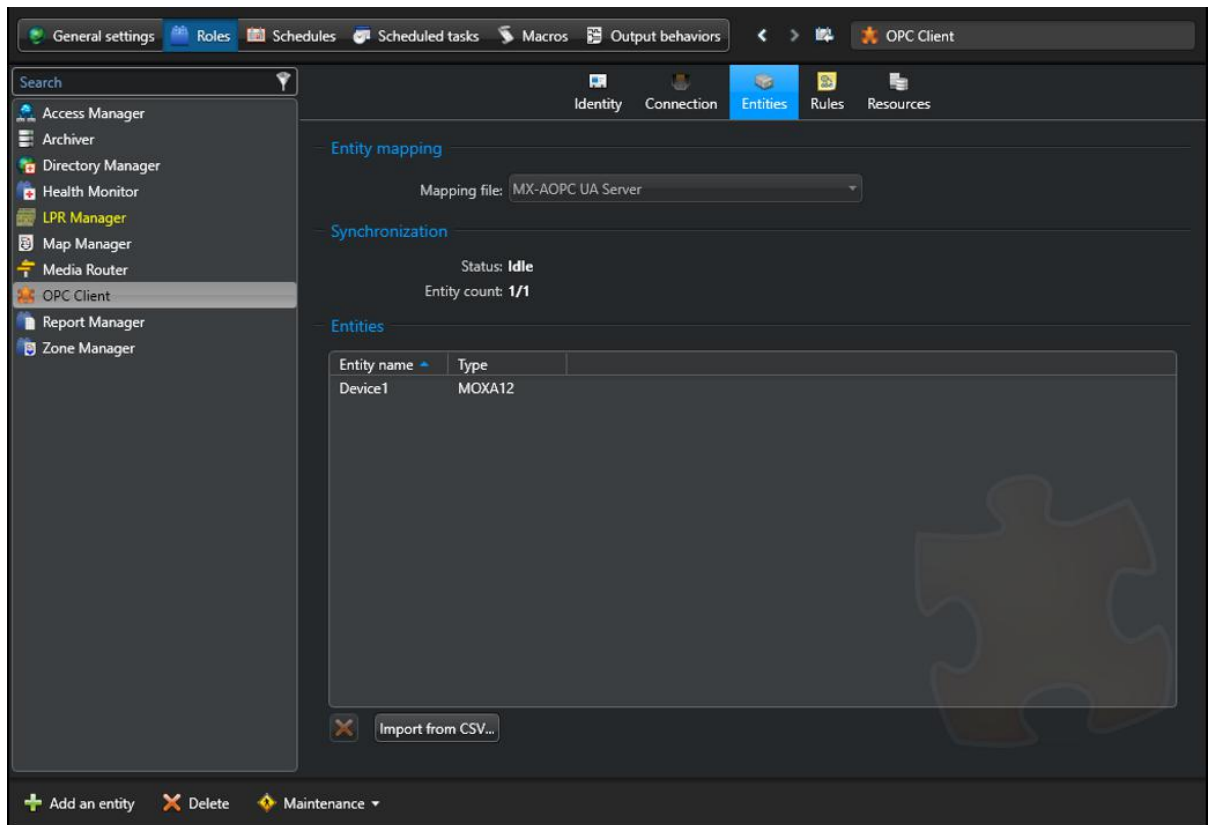 General settings Roles Schedules Scheduled tasks Macros Output behaviors OPC Client
Search
Access Manager
Archiver
Directory Manager
Health Monitor
LPR Manager
Map Manager
Media Router
OPC Client
Report Manager
Zone Manager
Identity Connection Entities Rules Resources
Entity mapping
Mapping file: MX-AOPC UA Server
Synchronization
Status: Idle
Entity count: 1/1
Entities
Entity name Type
Device1 MOXA12
Import from CSV...
Add an entity Delete Maintenance